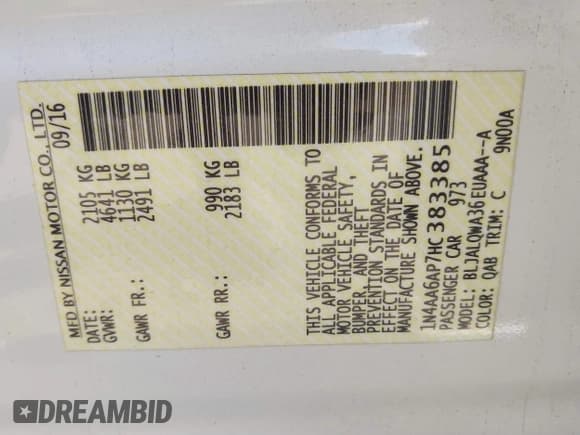 MFD BY NISSAN MOTOR CO., LTD.
DATE: 09/16
GVWR: 2105 KG
4641 LB
GAWR FR.: 1130 KG
2491 LB
GAWR RR.: 990 KG
2183 LB
THIS VEHICLE CONFORMS TO
ALL APPLICABLE FEDERAL
MOTOR VEHICLE SAFETY,
BUMPER, AND THEFT
PREVENTION STANDARDS IN
EFFECT ON THE DATE OF
MANUFACTURE SHOWN ABOVE.
1N4AA6AP7HC383385
PASSENGER CAR 973
MODEL: BLJALQWA36EUAAA--A
COLOR: QAB TRIM: C 9N00A
DREAMBID